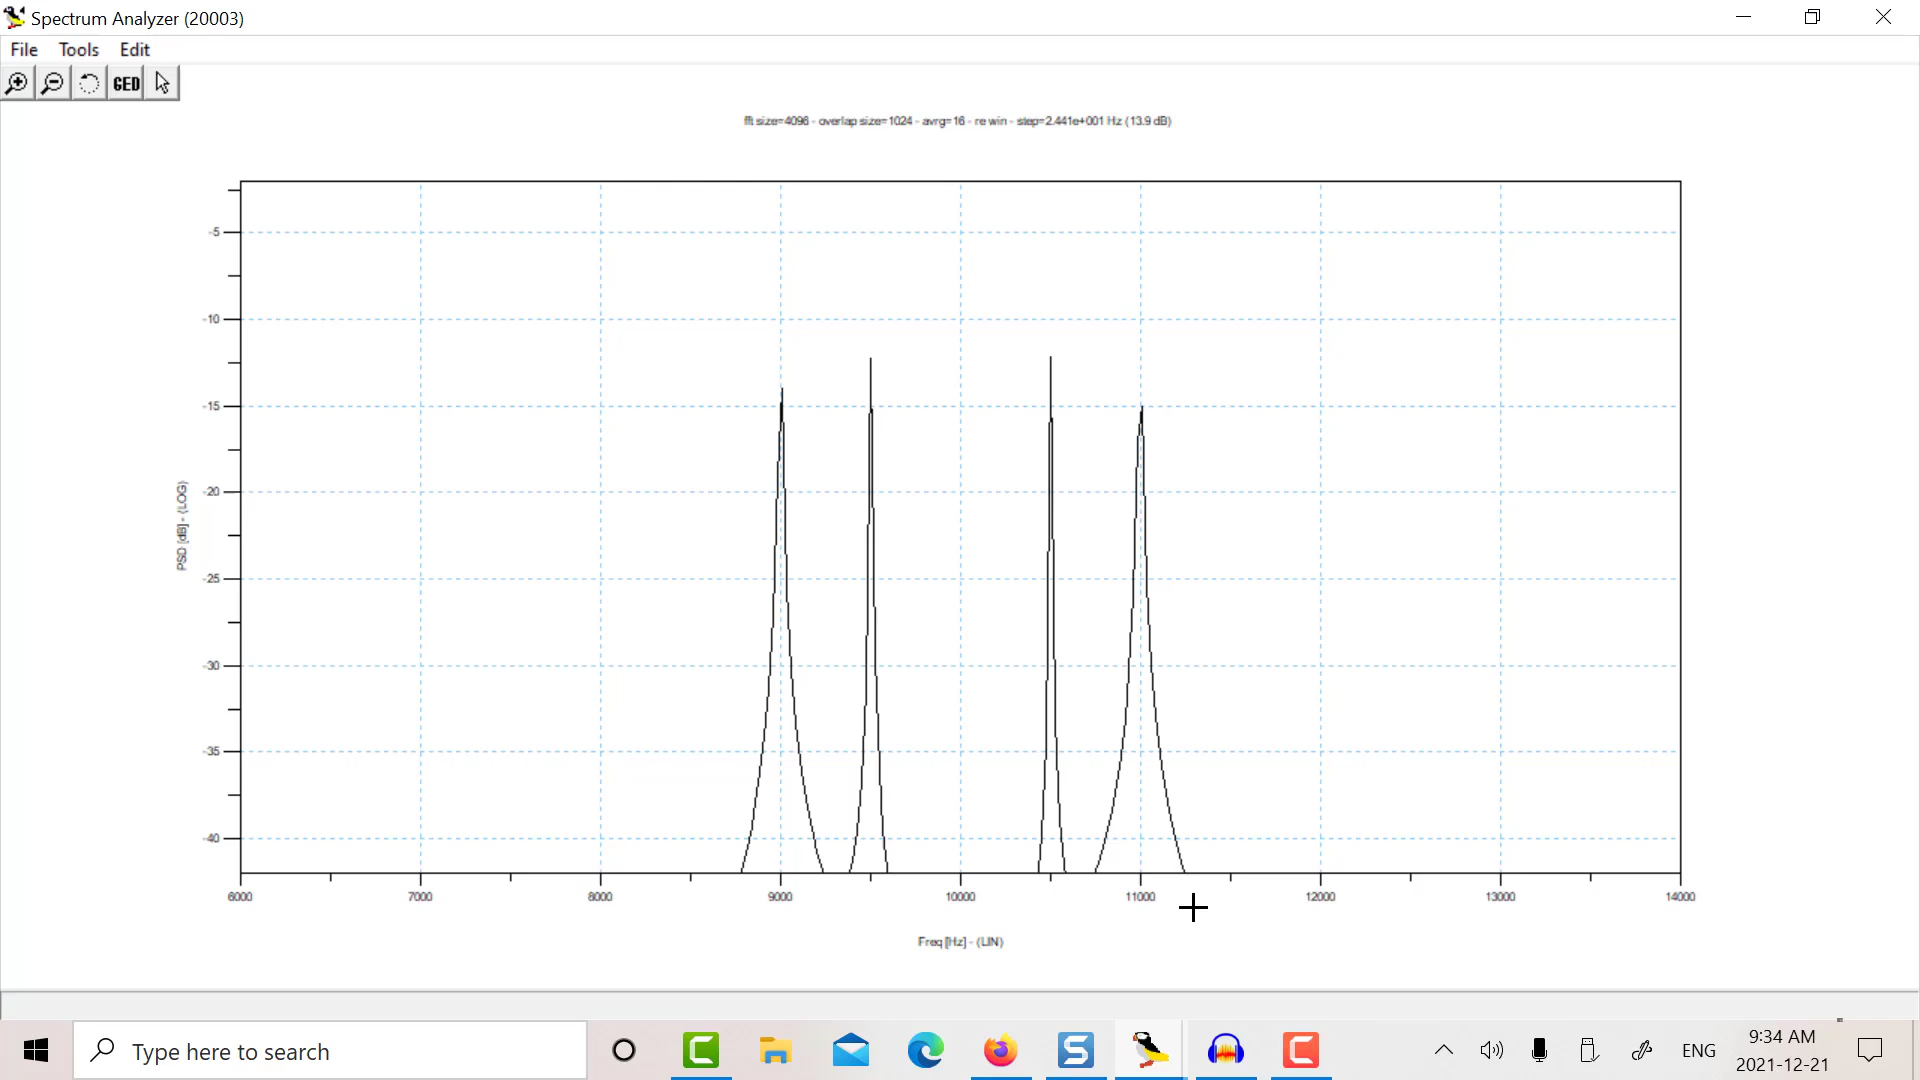 Spectrum Analyzer (20003)
File Tools Edit
GED
fft size=4096 - overlap size=1024 - avrg=16 - re win - step=2.441e+001 Hz (13.9 dB)
-5
-10
-15
-20
-25
-30
-35
-40
PSD [dB] - (LOG)
6000 7000 8000 9000 10000 11000 12000 13000 14000
Freq [Hz] - (LIN)
Type here to search
ENG
9:34 AM
2021-12-21